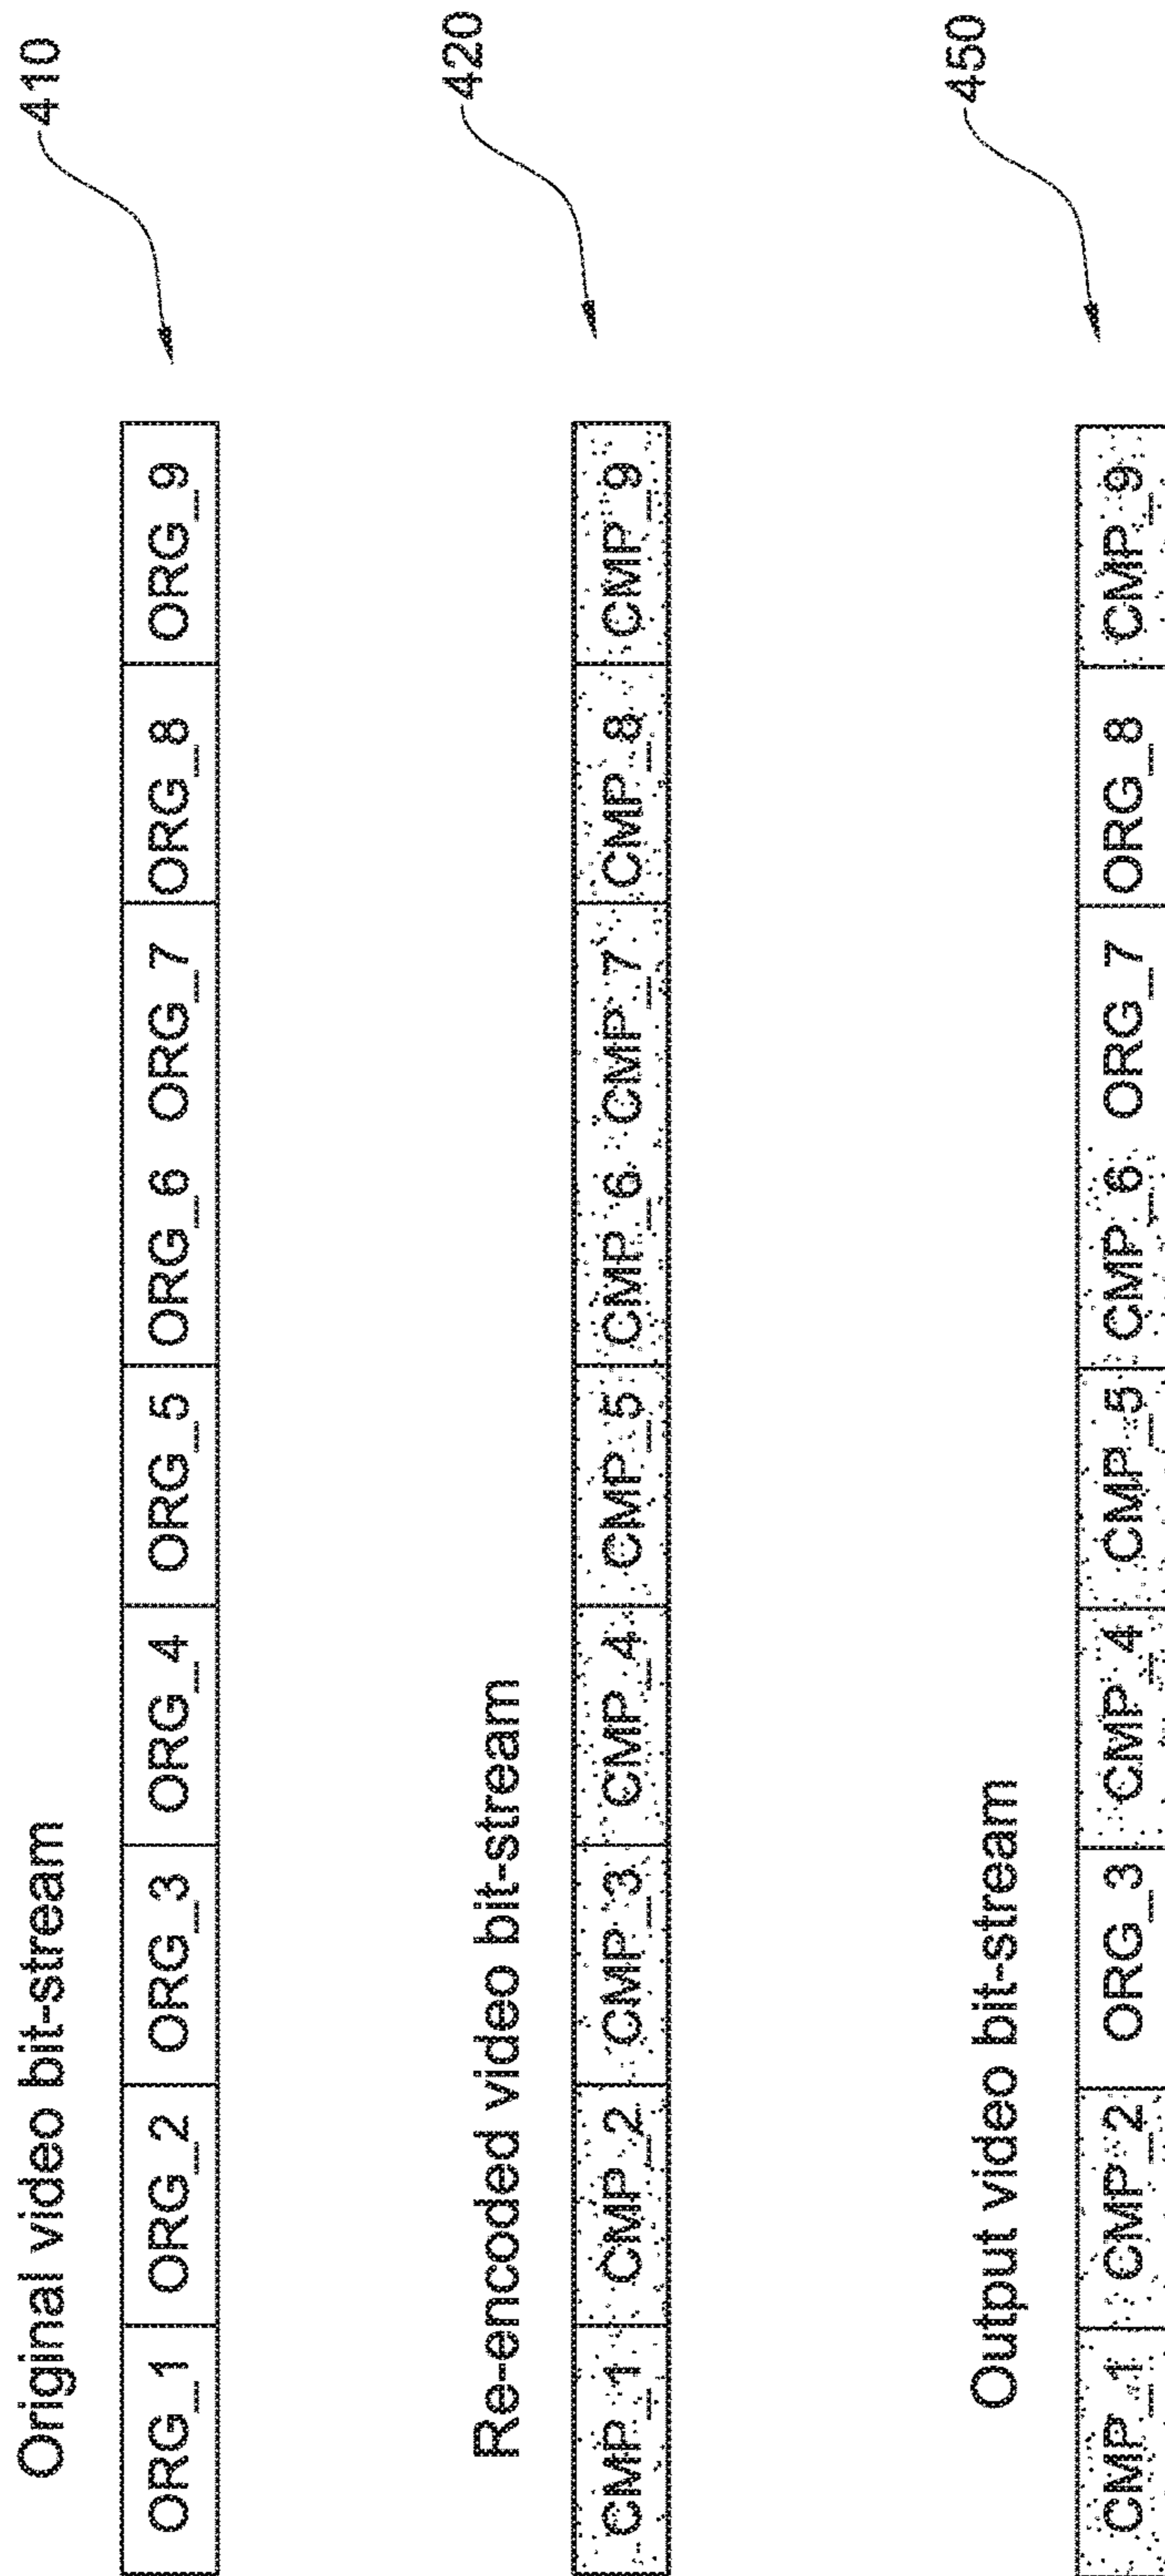 Original video bit-stream
410
ORG_1 ORG_2 ORG_3 ORG_4 ORG_5 ORG_6 ORG_7 ORG_8 ORG_9
Re-encoded video bit-stream
420
CMP_1 CMP_2 CMP_3 CMP_4 CMP_5 CMP_6 CMP_7 CMP_8 CMP_9
Output video bit-stream
450
CMP_1 CMP_2 ORG_3 CMP_4 CMP_5 CMP_6 ORG_7 ORG_8 CMP_9